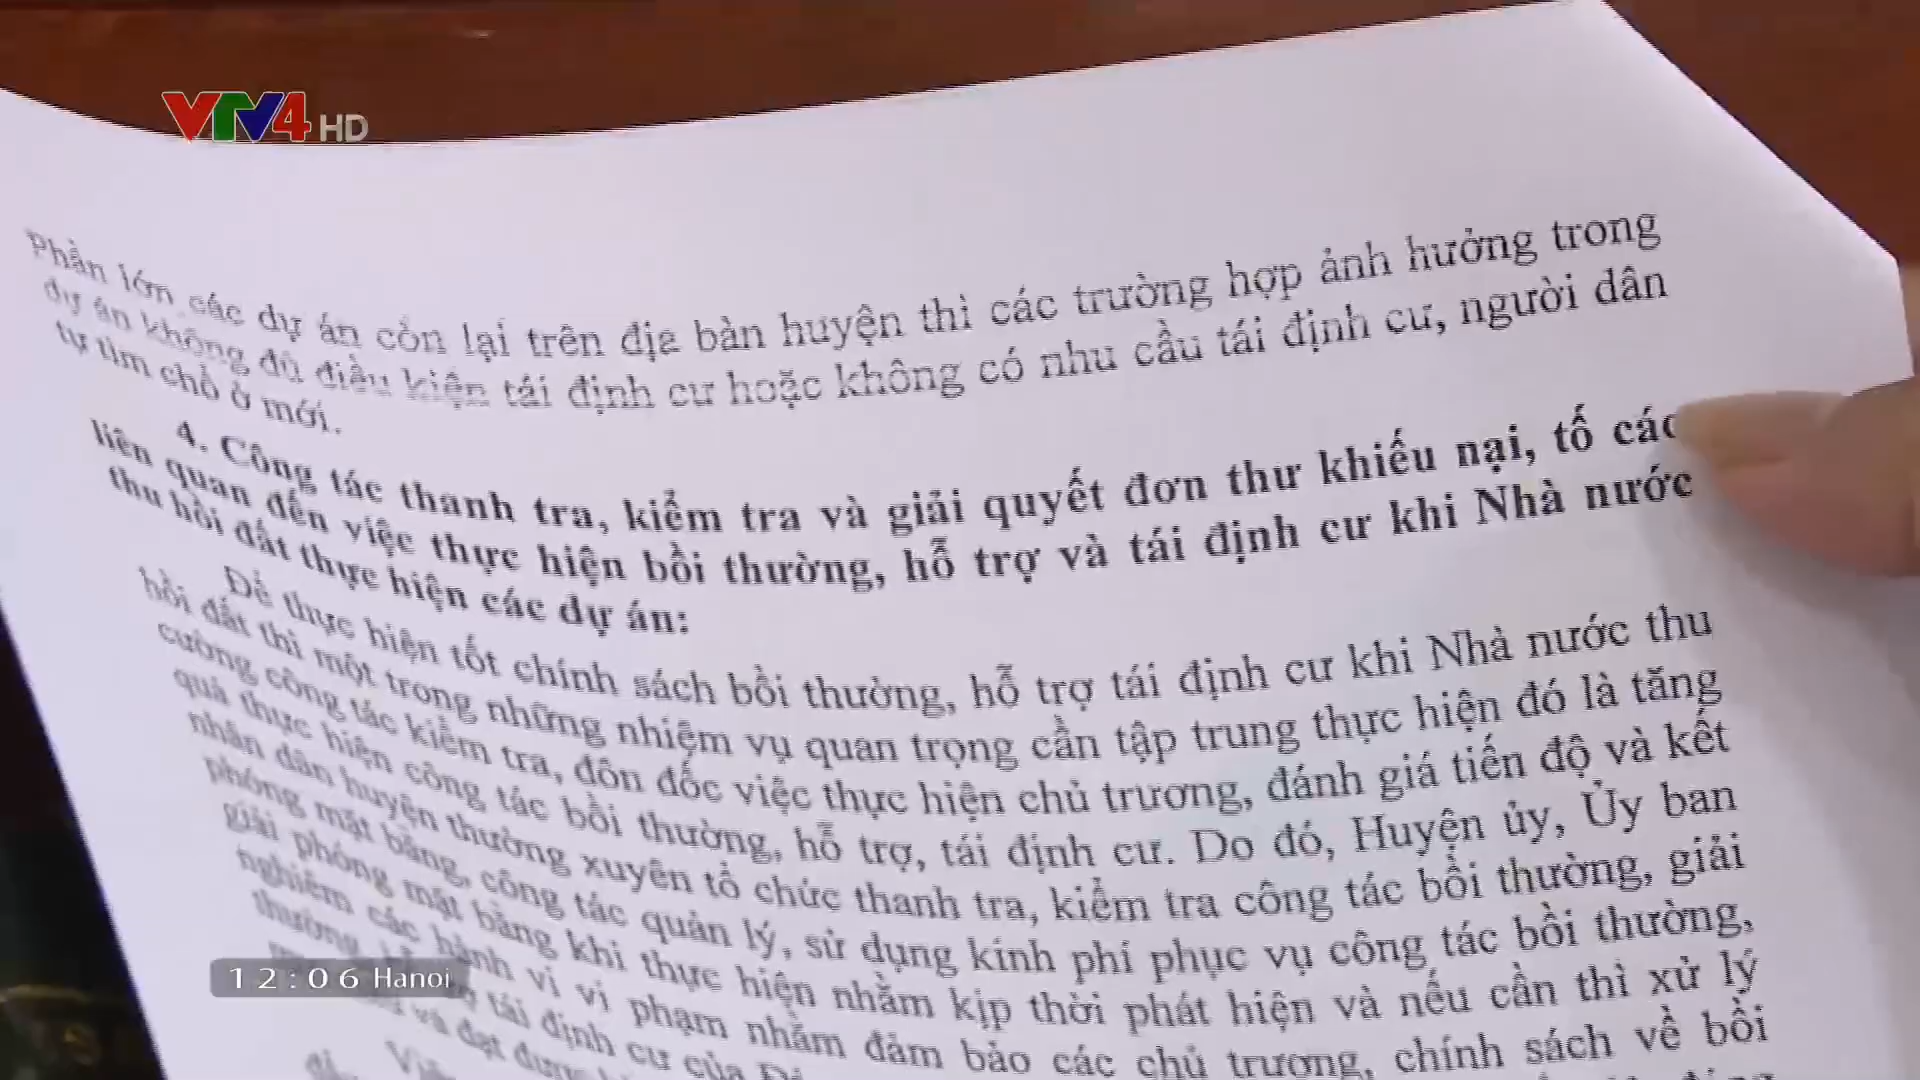 VTV4 HD
Phần lớn các dự án còn lại trên địa bàn huyện thì các trường hợp ảnh hưởng trong
dự án không đủ điều kiện tái định cư hoặc không có nhu cầu tái định cư, người dân
tự tìm chỗ ở mới.
4. Công tác thanh tra, kiểm tra và giải quyết đơn thư khiếu nại, tố các
liên quan đến việc thực hiện bồi thường, hỗ trợ và tái định cư khi Nhà nước
thu hồi đất thực hiện các dự án:
Để thực hiện tốt chính sách bồi thường, hỗ trợ tái định cư khi Nhà nước thu
hồi đất thì một trong những nhiệm vụ quan trọng cần tập trung thực hiện đó là tăng
cường công tác kiểm tra, đôn đốc việc thực hiện chủ trương, đánh giá tiến độ và kết
quả thực hiện công tác bồi thường, hỗ trợ, tái định cư. Do đó, Huyện ủy, Ủy ban
nhân dân huyện thường xuyên tổ chức thanh tra, kiểm tra công tác bồi thường, giải
phóng mặt bằng, công tác quản lý, sử dụng kinh phí phục vụ công tác bồi thường,
giải phóng mặt bằng khi thực hiện nhằm kịp thời phát hiện và nếu cần thì xử lý
nghiêm các hành vi vi phạm nhằm đảm bảo các chủ trương, chính sách về bồi
thường tái định cư của
và đạt
12:06 Hanoi